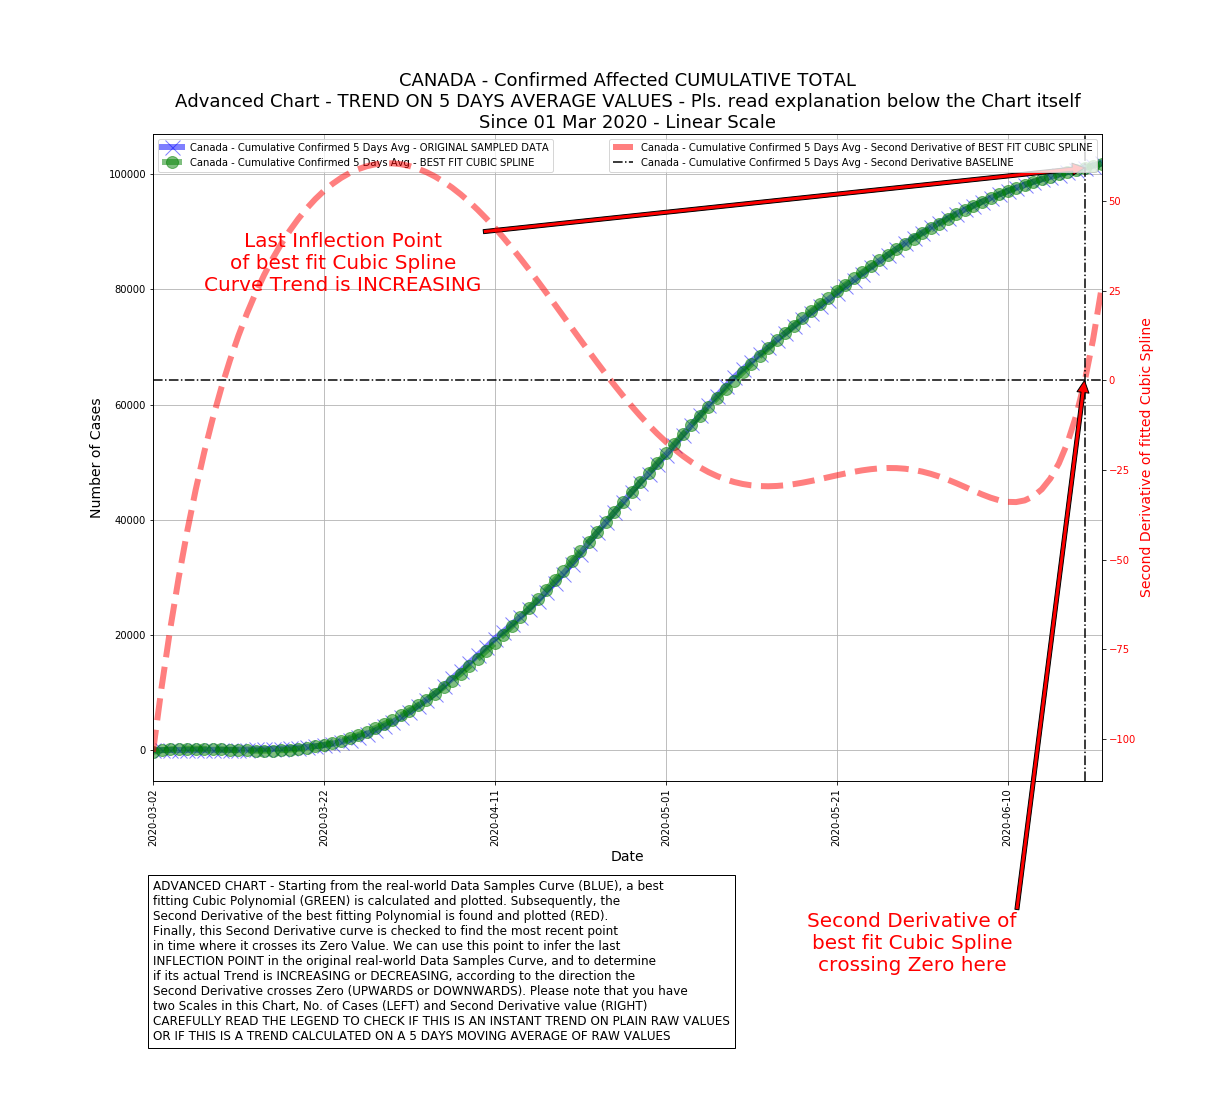 CANADA - Confirmed Affected CUMULATIVE TOTAL
Advanced Chart - TREND ON 5 DAYS AVERAGE VALUES - Pls. read explanation below the Chart itself
Since 01 Mar 2020 - Linear Scale
Canada - Cumulative Confirmed 5 Days Avg - ORIGINAL SAMPLED DATA
Canada - Cumulative Confirmed 5 Days Avg - BEST FIT CUBIC SPLINE
Canada - Cumulative Confirmed 5 Days Avg - Second Derivative of BEST FIT CUBIC SPLINE
Canada - Cumulative Confirmed 5 Days Avg - Second Derivative BASELINE
Last Inflection Point
of best fit Cubic Spline
Curve Trend is INCREASING
Number of Cases
100000
80000
60000
40000
20000
0
50
25
0
−25
−50
−75
−100
Second Derivative of fitted Cubic Spline
2020-03-02
2020-03-22
2020-04-11
2020-05-01
2020-05-21
2020-06-10
Date
ADVANCED CHART - Starting from the real-world Data Samples Curve (BLUE), a best
fitting Cubic Polynomial (GREEN) is calculated and plotted. Subsequently, the
Second Derivative of the best fitting Polynomial is found and plotted (RED).
Finally, this Second Derivative curve is checked to find the most recent point
in time where it crosses its Zero Value. We can use this point to infer the last
INFLECTION POINT in the original real-world Data Samples Curve, and to determine
if its actual Trend is INCREASING or DECREASING, according to the direction the
Second Derivative crosses Zero (UPWARDS or DOWNWARDS). Please note that you have
two Scales in this Chart, No. of Cases (LEFT) and Second Derivative value (RIGHT)
CAREFULLY READ THE LEGEND TO CHECK IF THIS IS AN INSTANT TREND ON PLAIN RAW VALUES
OR IF THIS IS A TREND CALCULATED ON A 5 DAYS MOVING AVERAGE OF RAW VALUES
Second Derivative of
best fit Cubic Spline
crossing Zero here